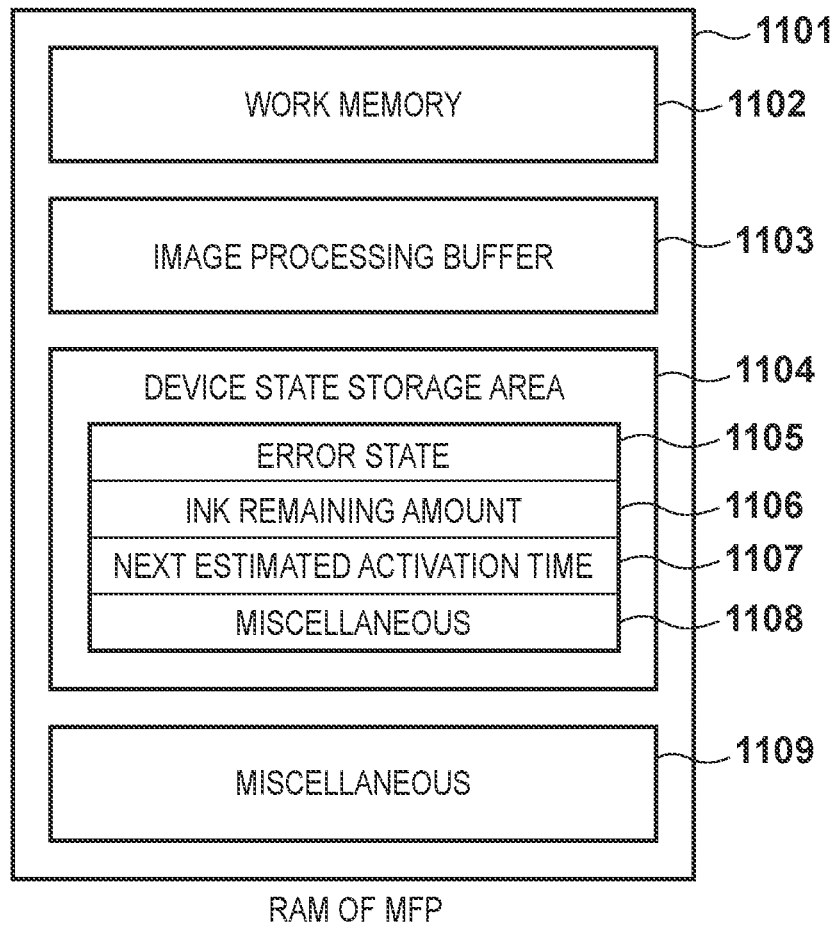 1101
WORK MEMORY
1102
IMAGE PROCESSING BUFFER
1103
DEVICE STATE STORAGE AREA
1104
ERROR STATE
1105
INK REMAINING AMOUNT
1106
NEXT ESTIMATED ACTIVATION TIME
1107
MISCELLANEOUS
1108
MISCELLANEOUS
1109
RAM OF MFP